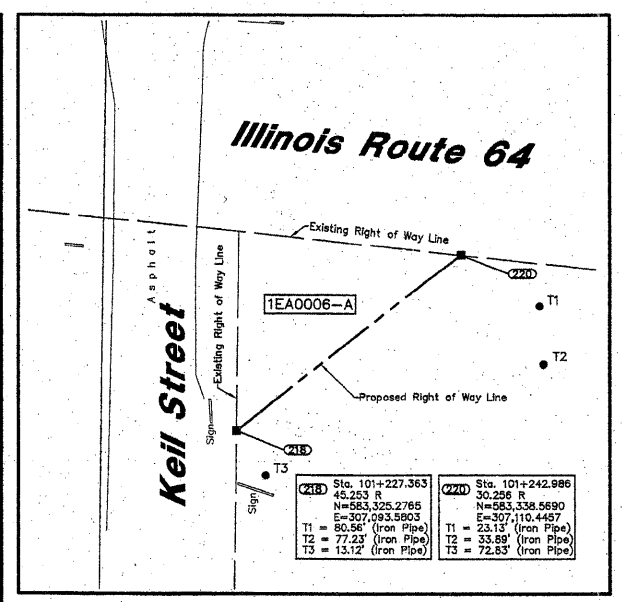 Illinois Route 64
Existing Right of Way Line
220
Asphalt
Existing Right of Way Line
1EA0006-A
T1
T2
Keil Street
Proposed Right of Way Line
Sign
218
T3
Sign
218 Sta. 101+227.363
45.253 R
N=583,325.2765
E=307,093.5803
T1 = 80.56' (Iron Pipe)
T2 = 77.23' (Iron Pipe)
T3 = 13.12' (Iron Pipe)
220 Sta. 101+242.986
30.256 R
N=583,338.5690
E=307,110.4457
T1 = 23.13' (Iron Pipe)
T2 = 33.89' (Iron Pipe)
T3 = 72.83' (Iron Pipe)